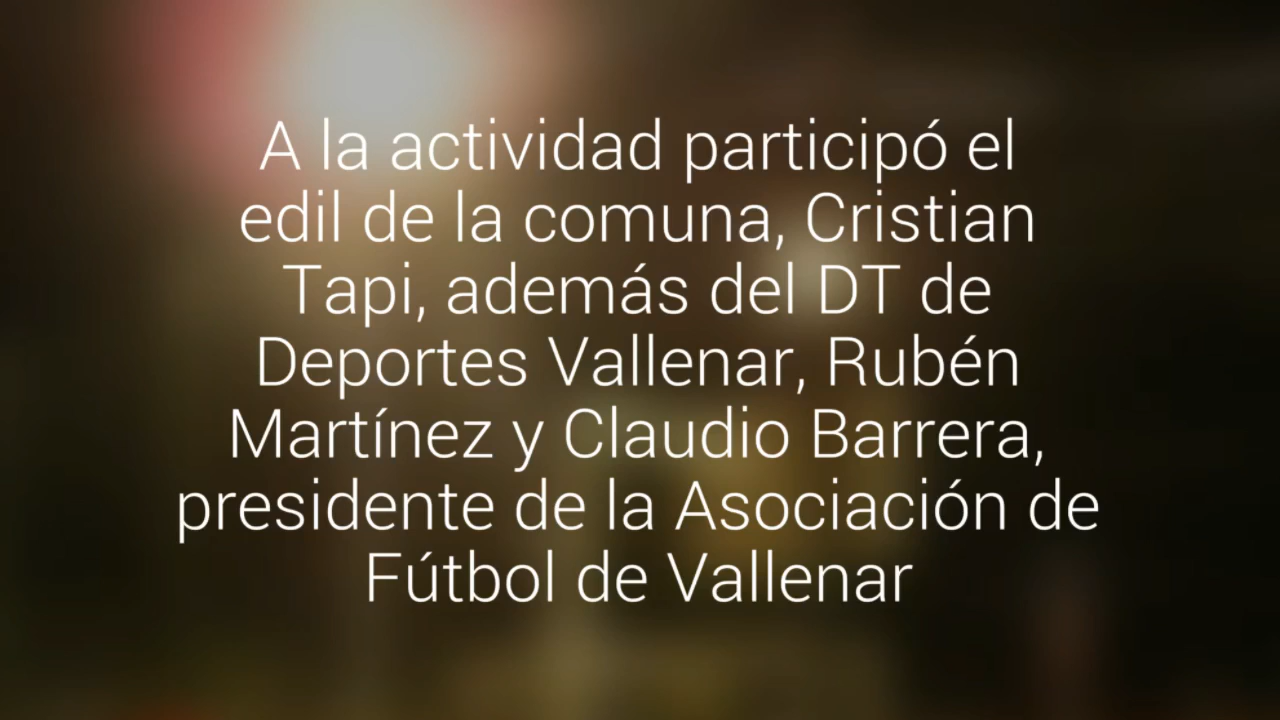 A la actividad participó el
edil de la comuna, Cristian
Tapi, además del DT de
Deportes Vallenar, Rubén
Martínez y Claudio Barrera,
presidente de la Asociación de
Fútbol de Vallenar